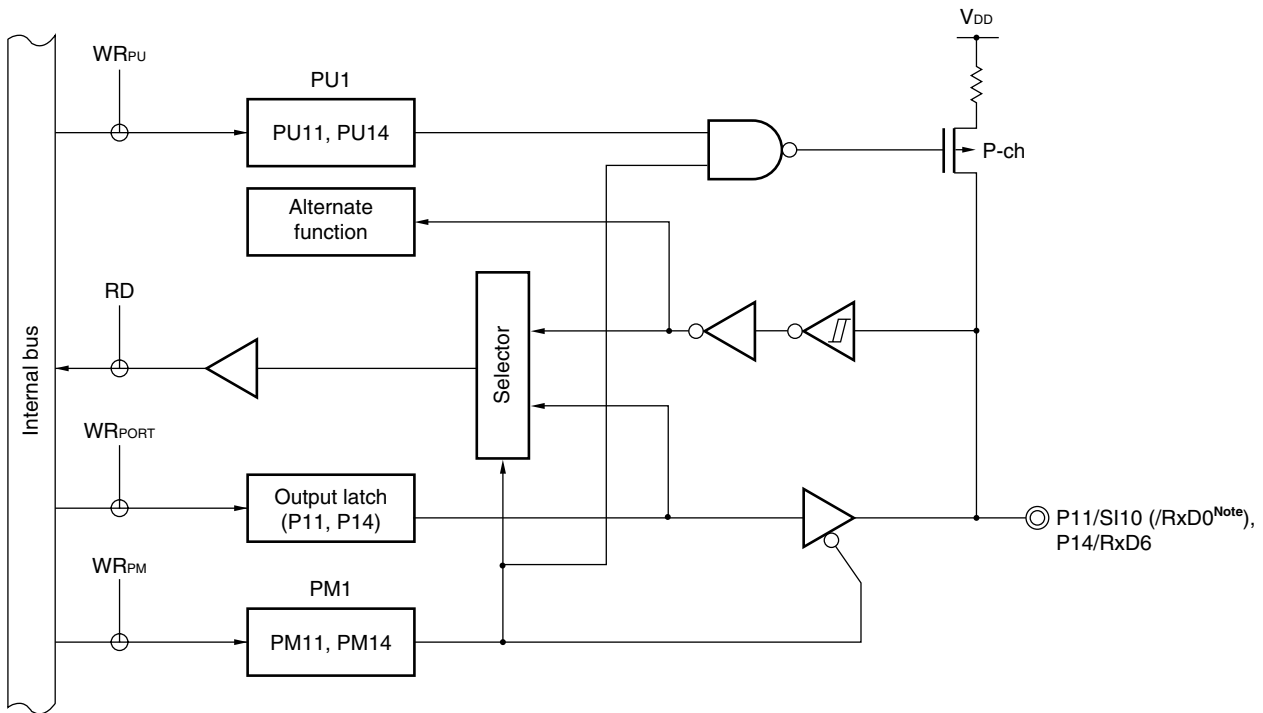 VDD
WRPU
PU1
PU11, PU14
P-ch
Alternate
function
RD
Internal bus
Selector
WRPORT
Output latch
(P11, P14)
P11/SI10 (/RxD0Note),
P14/RxD6
WRPM
PM1
PM11, PM14